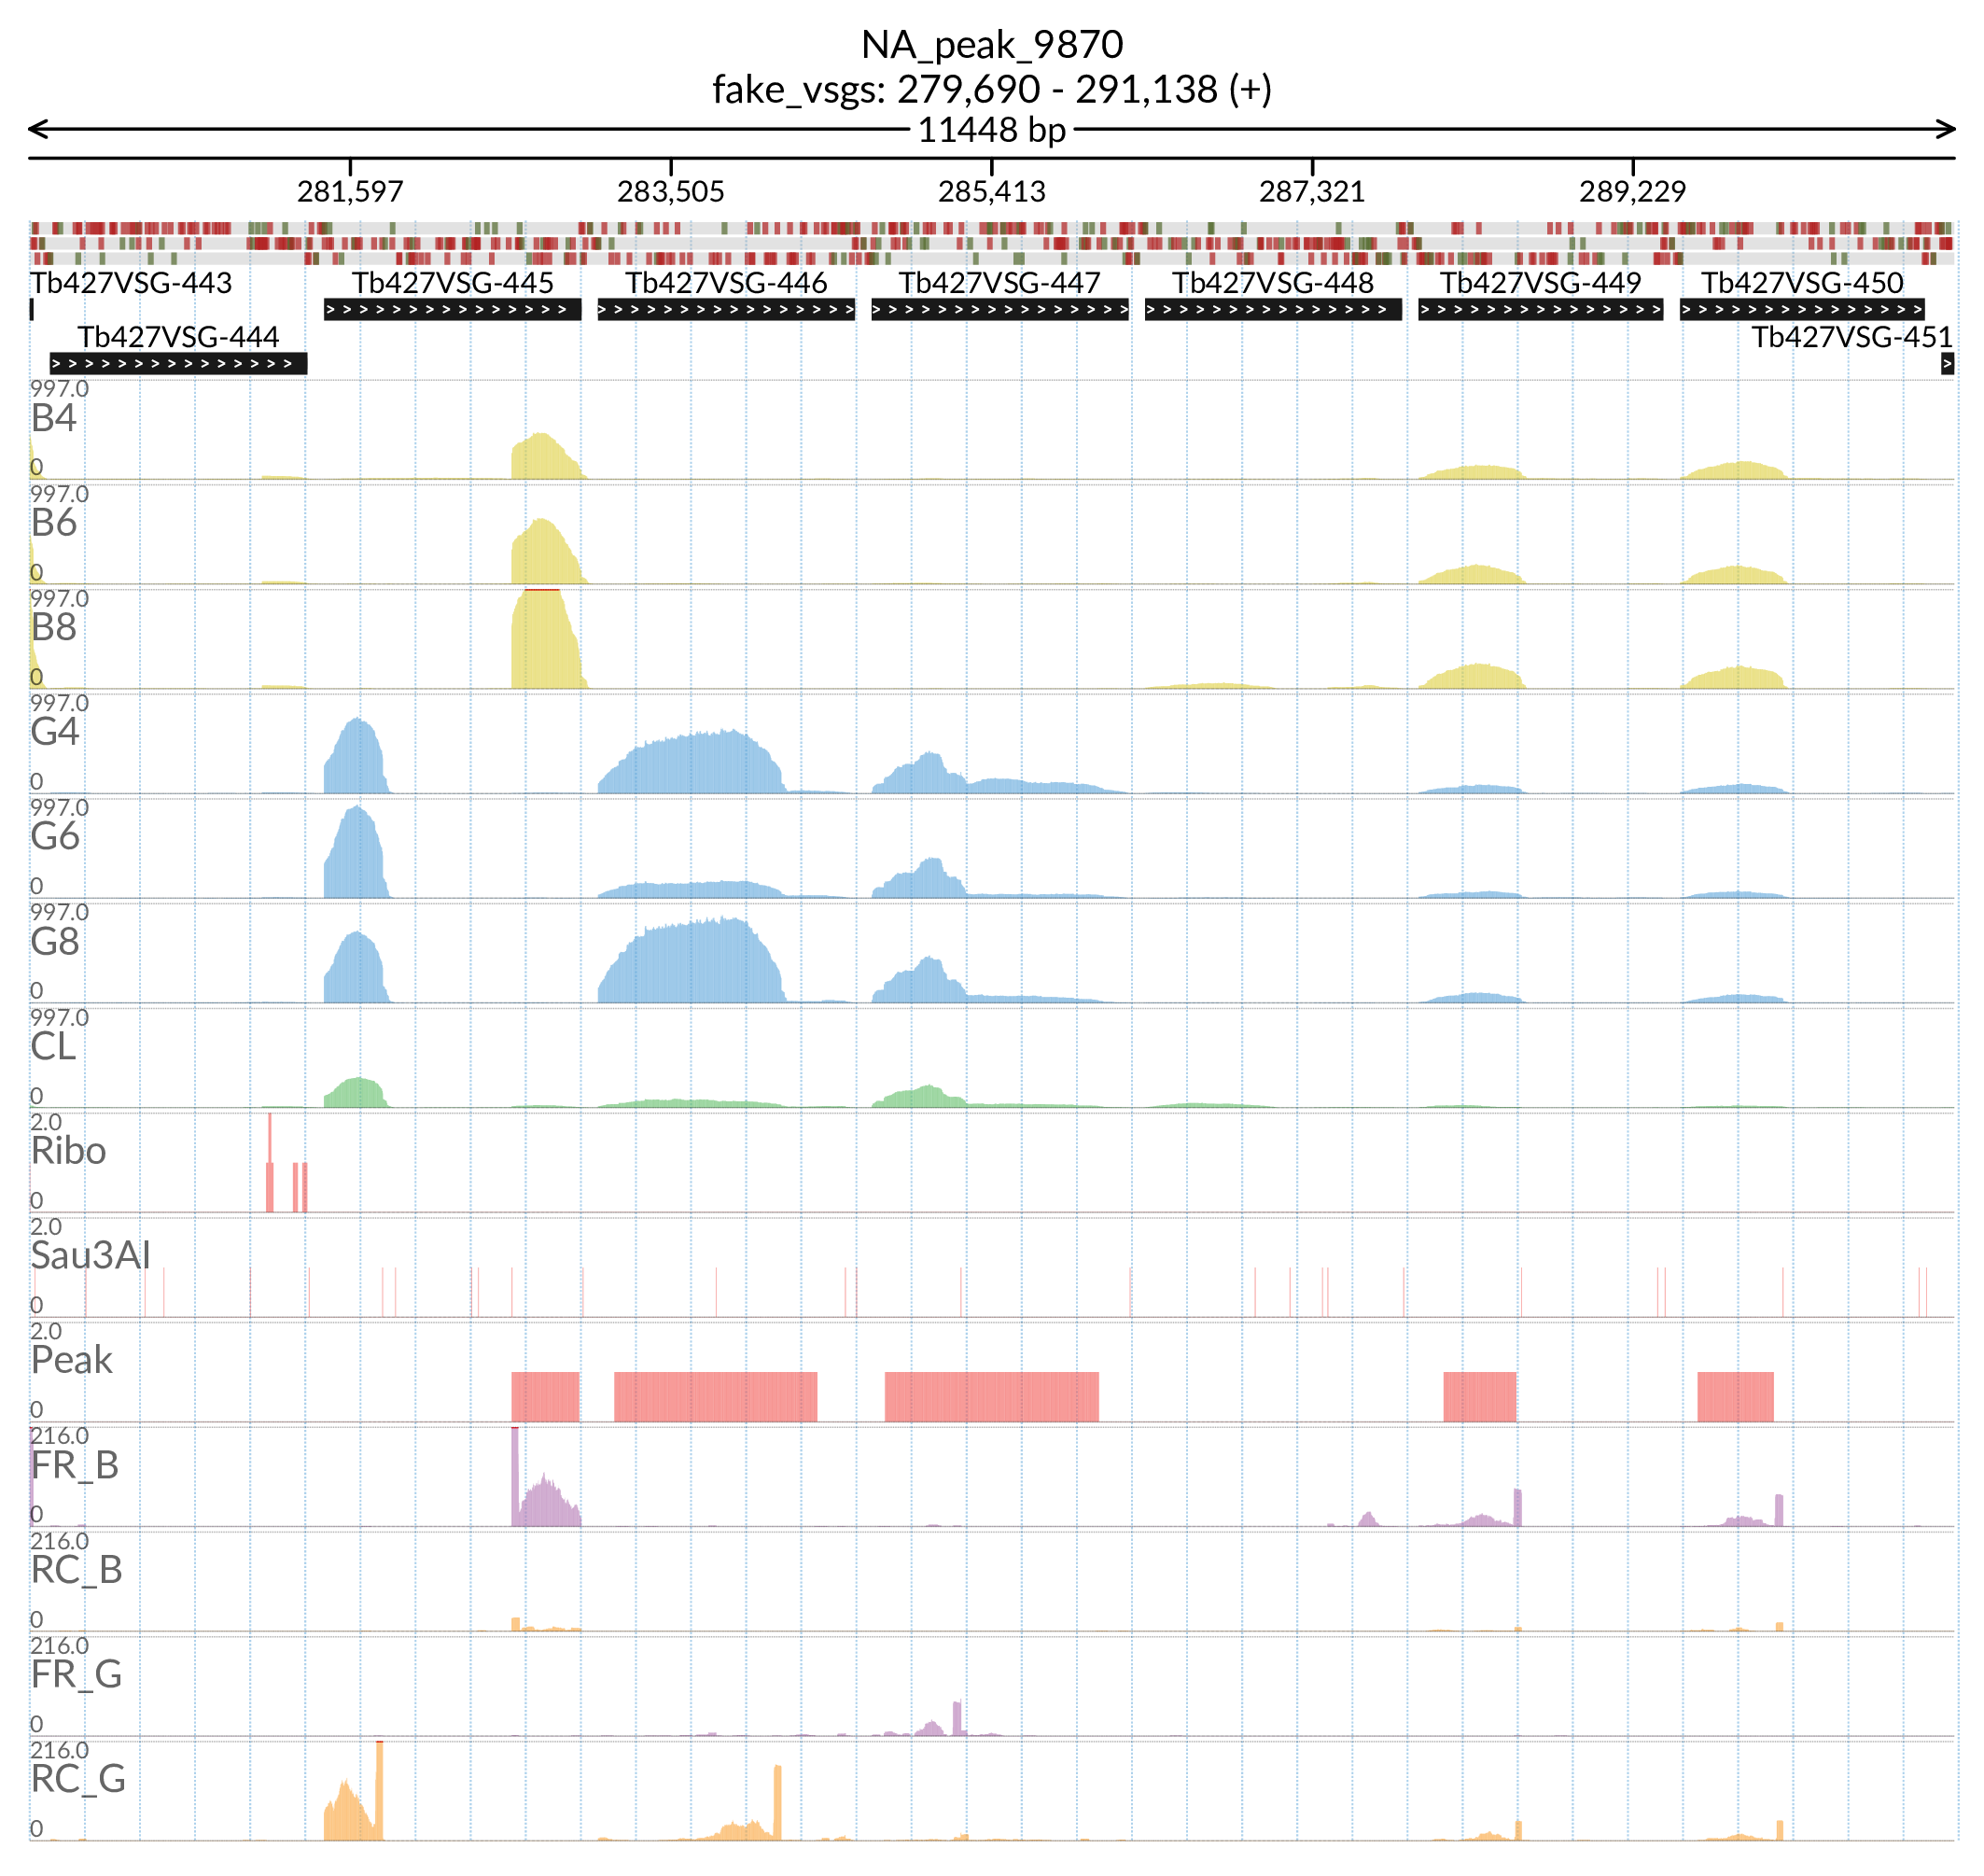 NA_peak_9870
fake_vsgs: 279,690 - 291,138 (+)
11448 bp
281,597 283,505 285,413 287,321 289,229
Tb427VSG-443 Tb427VSG-445 Tb427VSG-446 Tb427VSG-447 Tb427VSG-448 Tb427VSG-449 Tb427VSG-450
Tb427VSG-444 Tb427VSG-451
997.0
B4
0
997.0
B6
0
997.0
B8
0
997.0
G4
0
997.0
G6
0
997.0
G8
0
997.0
CL
0
2.0
Ribo
0
2.0
Sau3AI
0
2.0
Peak
0
216.0
FR_B
0
216.0
RC_B
0
216.0
FR_G
0
216.0
RC_G
0